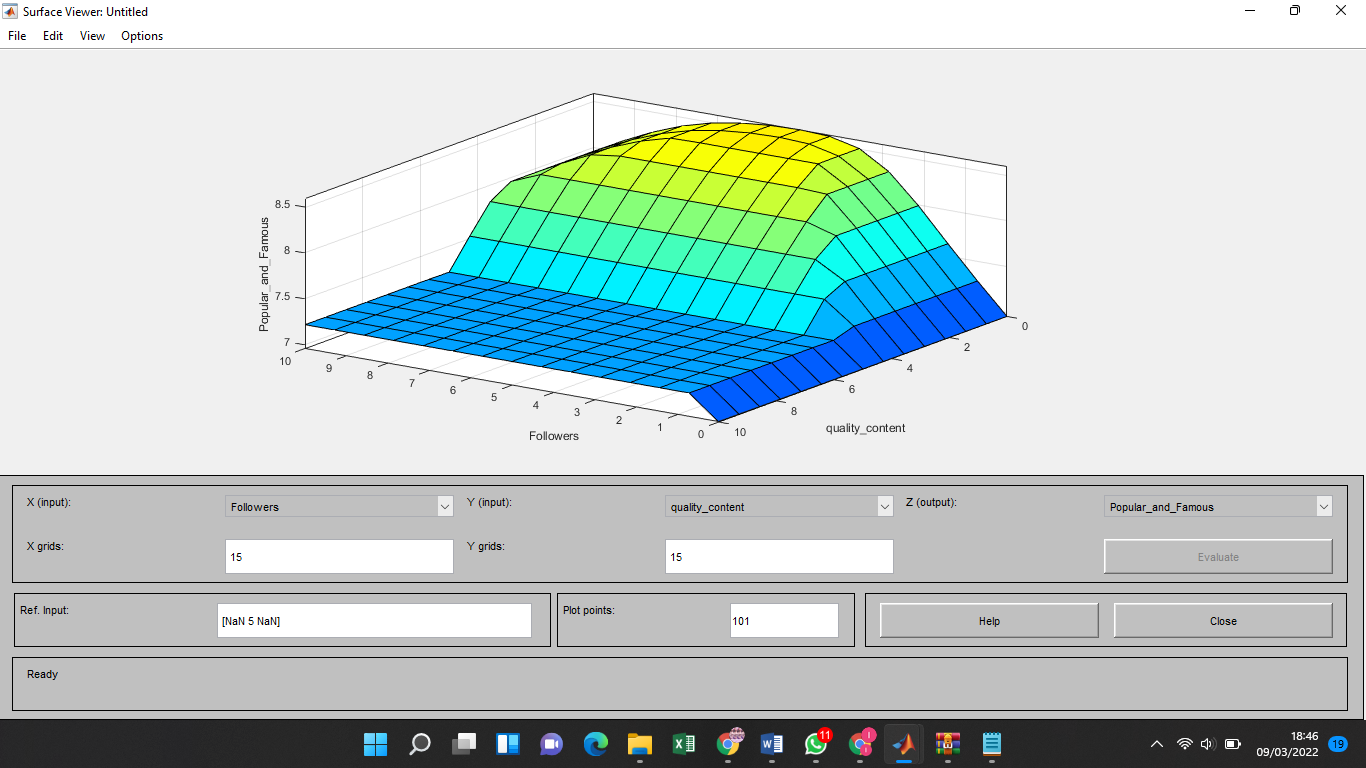 Surface Viewer: Untitled
File Edit View Options
8.5
8
7.5
7
Popular_and_Famous
10 9 8 7 6 5 4 3 2 1 0
Followers
10 8 6 4 2 0
quality_content
X (input): Followers Y (input): quality_content Z (output): Popular_and_Famous
X grids: 15 Y grids: 15 Evaluate
Ref. Input: [NaN 5 NaN] Plot points: 101 Help Close
Ready
11
18:46
09/03/2022 19